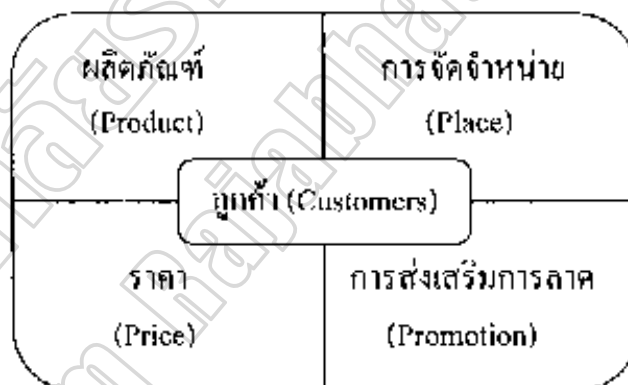 ผลิตภัณฑ์
(Product)
การจัดจำหน่าย
(Place)
ลูกค้า (Customers)
ราคา
(Price)
การส่งเสริมการตลาด
(Promotion)